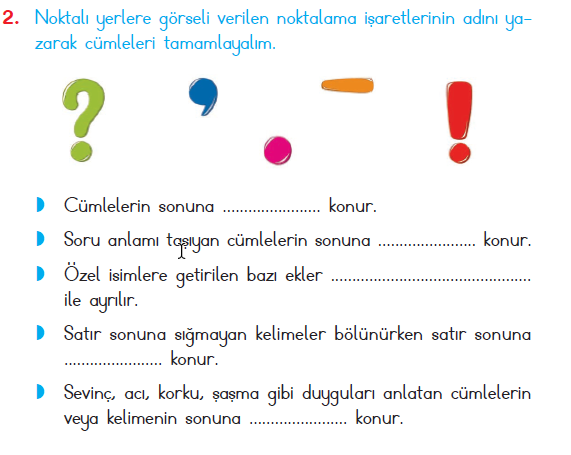 2. Noktalı yerlere görseli verilen noktalama işaretlerinin adını ya-
zarak cümleleri tamamlayalım.
? , . - !
Cümlelerin sonuna ....................... konur.
Soru anlamı taşıyan cümlelerin sonuna ....................... konur.
Özel isimlere getirilen bazı ekler ...............................................
ile ayrılır.
Satır sonuna sığmayan kelimeler bölünürken satır sonuna
....................... konur.
Sevinç, acı, korku, şaşma gibi duyguları anlatan cümlelerin
veya kelimenin sonuna ....................... konur.